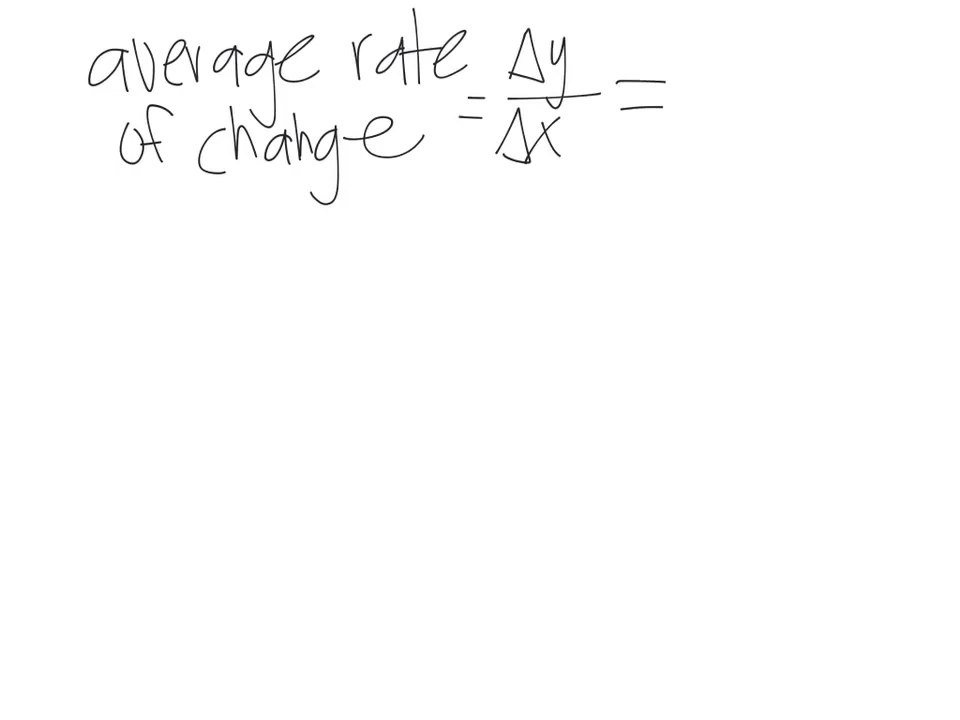 average rate
of change = Δy/Δx =